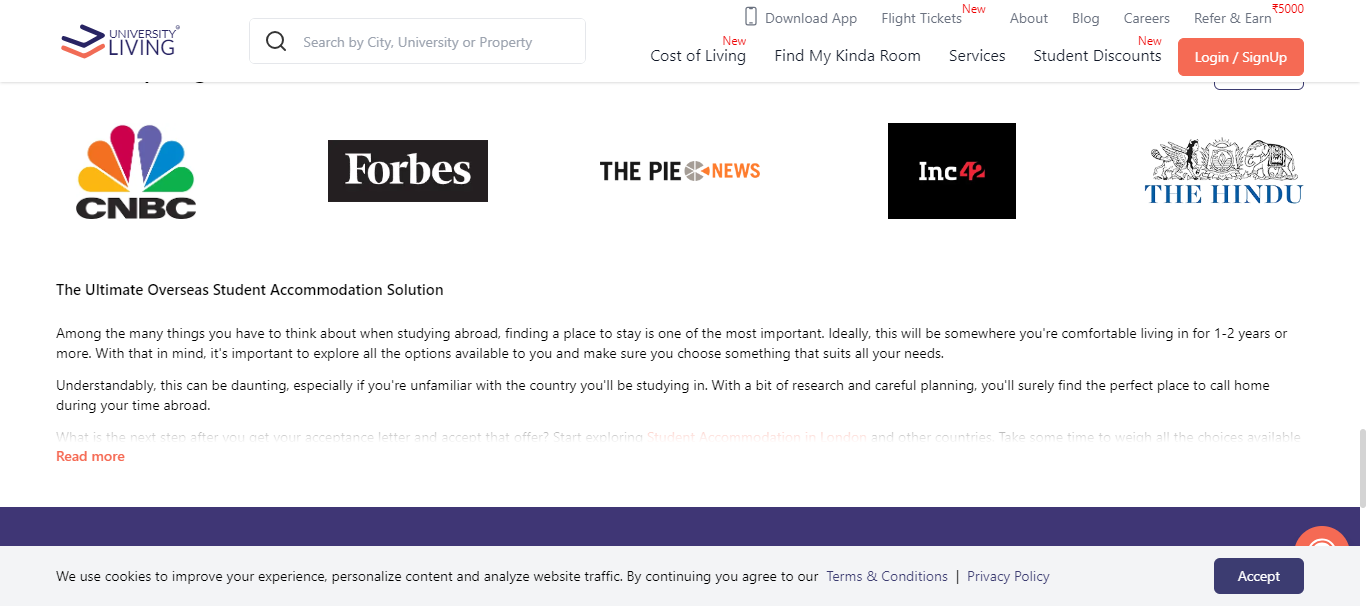 UNIVERSITY
LIVING
Search by City, University or Property
Download App
Flight Tickets
New
About
Blog
Careers
Refer & Earn
₹5000
Cost of Living
New
Find My Kinda Room
Services
Student Discounts
New
Login / SignUp
CNBC
Forbes
THE PIE NEWS
Inc42
THE HINDU
The Ultimate Overseas Student Accommodation Solution
Among the many things you have to think about when studying abroad, finding a place to stay is one of the most important. Ideally, this will be somewhere you're comfortable living in for 1-2 years or
more. With that in mind, it's important to explore all the options available to you and make sure you choose something that suits all your needs.
Understandably, this can be daunting, especially if you're unfamiliar with the country you'll be studying in. With a bit of research and careful planning, you'll surely find the perfect place to call home
during your time abroad.
What is the next step after you get your acceptance letter and accept that offer? Start exploring Student Accommodation in London and other countries. Take some time to weigh all the choices available
Read more
We use cookies to improve your experience, personalize content and analyze website traffic. By continuing you agree to our Terms & Conditions | Privacy Policy
Accept